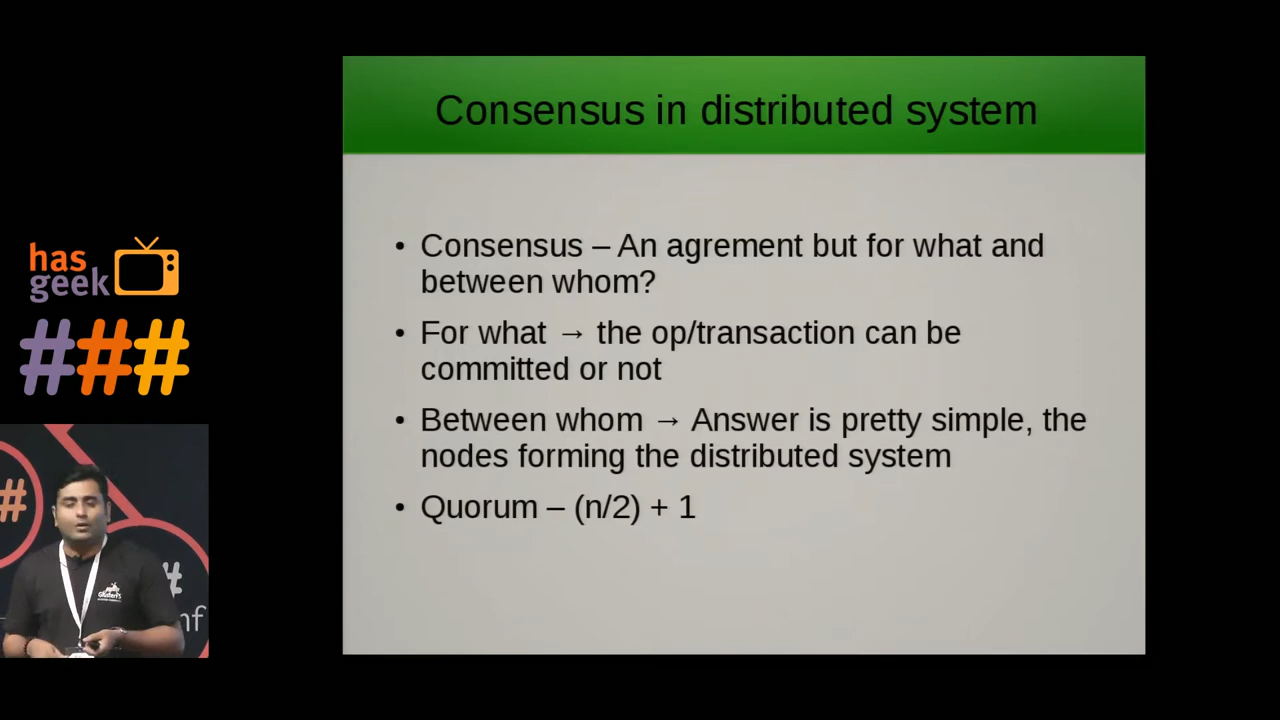 Consensus in distributed system
• Consensus – An agrement but for what and
between whom?
• For what → the op/transaction can be
committed or not
• Between whom → Answer is pretty simple, the
nodes forming the distributed system
• Quorum – (n/2) + 1
has
geek
###
#
#
nf